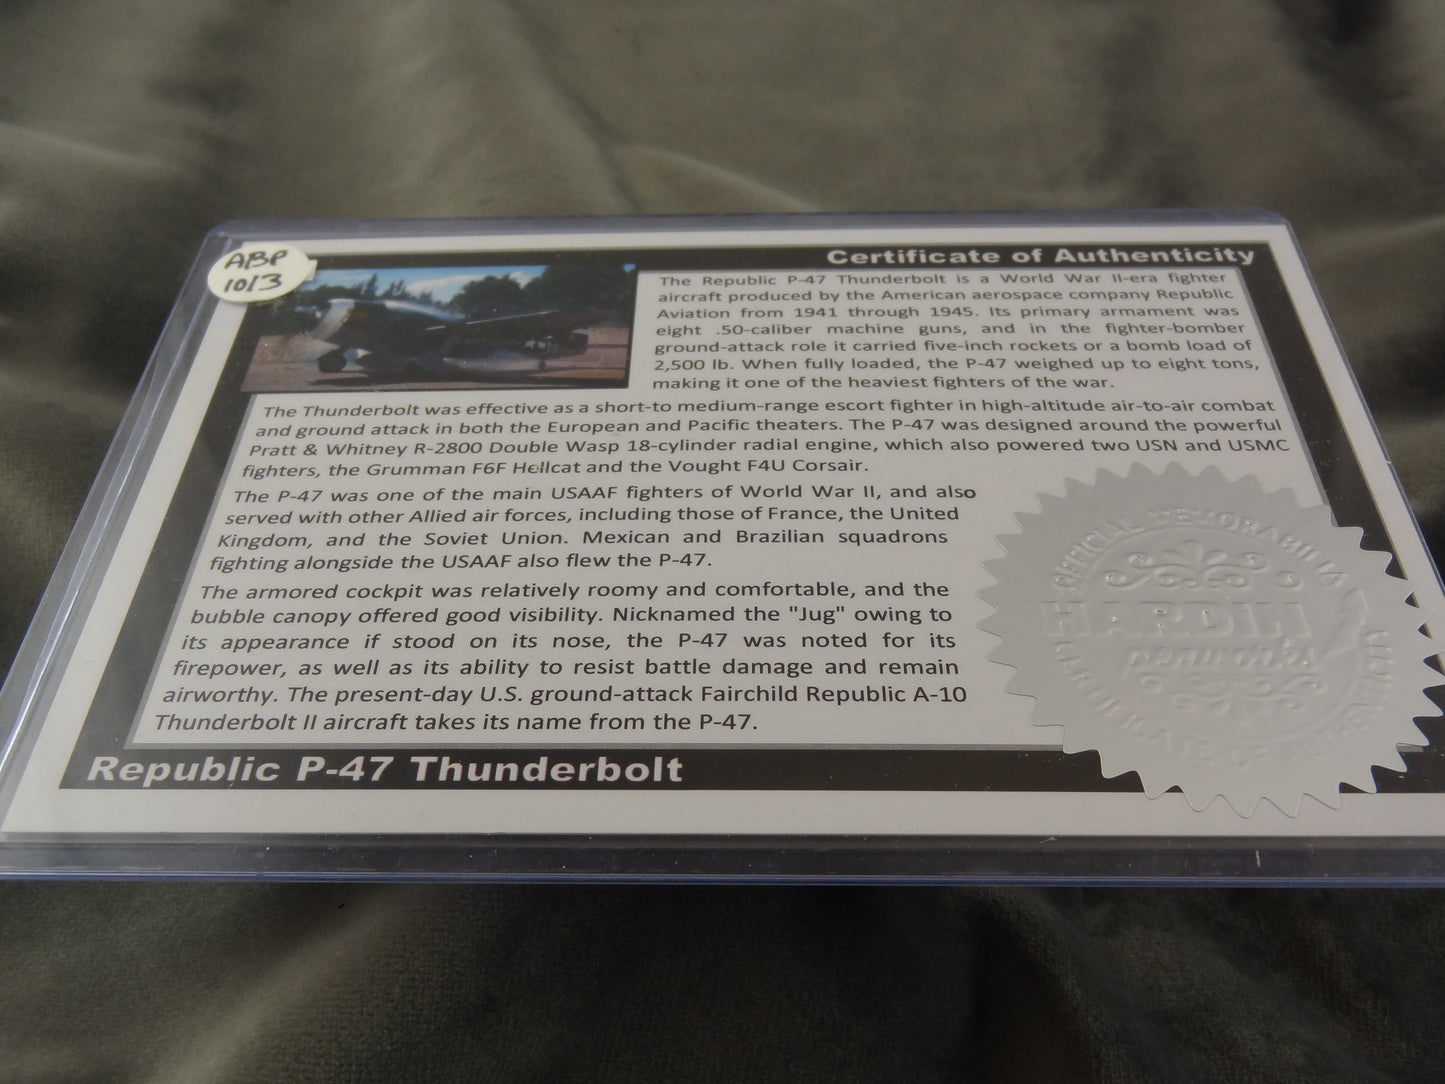 ABP
10/3
Certificate of Authenticity
The Republic P-47 Thunderbolt is a World War II-era fighter
aircraft produced by the American aerospace company Republic
Aviation from 1941 through 1945. Its primary armament was
eight .50-caliber machine guns, and in the fighter-bomber
ground-attack role it carried five-inch rockets or a bomb load of
2,500 lb. When fully loaded, the P-47 weighed up to eight tons,
making it one of the heaviest fighters of the war.
The Thunderbolt was effective as a short-to medium-range escort fighter in high-altitude air-to-air combat
and ground attack in both the European and Pacific theaters. The P-47 was designed around the powerful
Pratt & Whitney R-2800 Double Wasp 18-cylinder radial engine, which also powered two USN and USMC
fighters, the Grumman F6F Hellcat and the Vought F4U Corsair.
The P-47 was one of the main USAAF fighters of World War II, and also
served with other Allied air forces, including those of France, the United
Kingdom, and the Soviet Union. Mexican and Brazilian squadrons
fighting alongside the USAAF also flew the P-47.
The armored cockpit was relatively roomy and comfortable, and the
bubble canopy offered good visibility. Nicknamed the "Jug" owing to
its appearance if stood on its nose, the P-47 was noted for its
firepower, as well as its ability to resist battle damage and remain
airworthy. The present-day U.S. ground-attack Fairchild Republic A-10
Thunderbolt II aircraft takes its name from the P-47.
Republic P-47 Thunderbolt
OFFICIAL MEMORABILIA
HARDIN
penworks
CERTIFICATE OF AUTHENTICITY